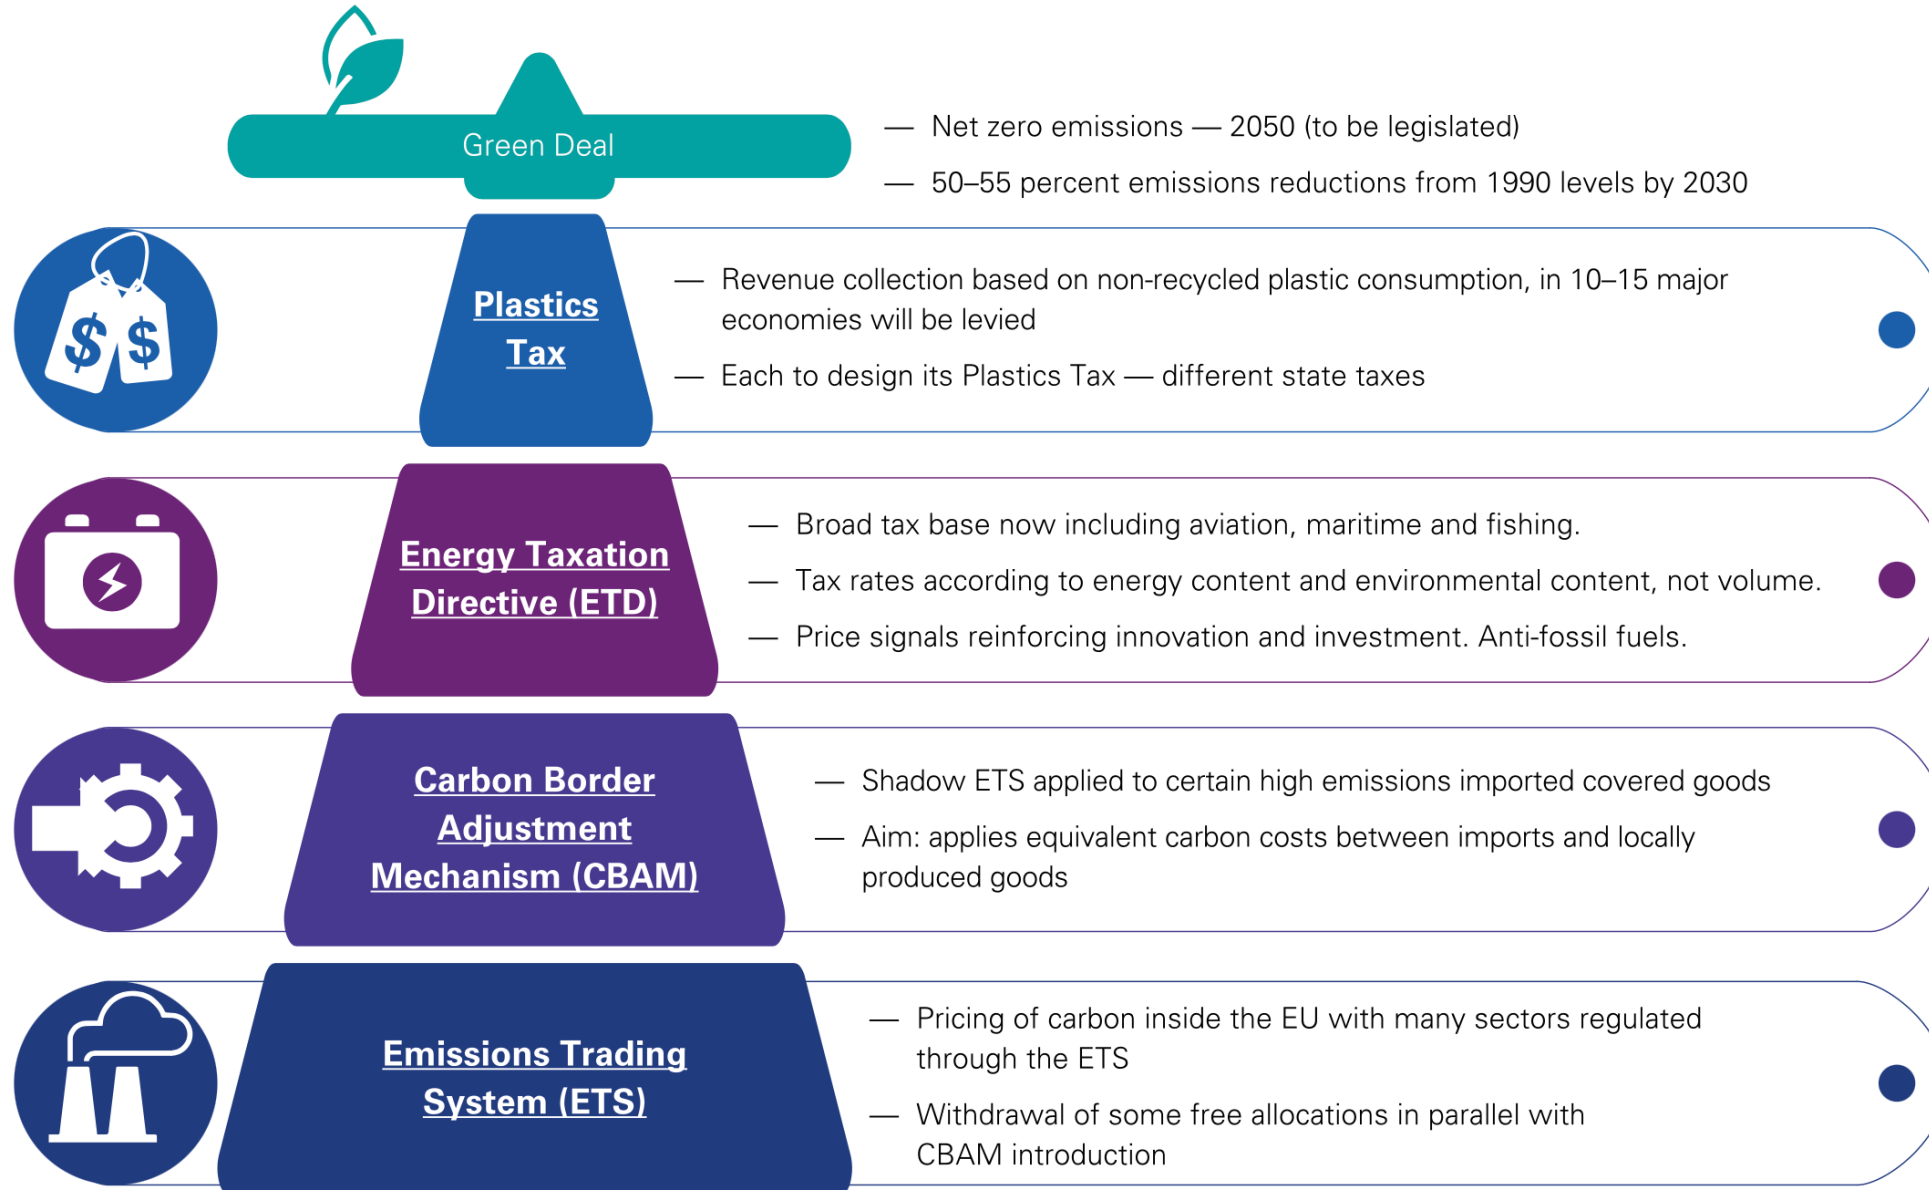 Green Deal
— Net zero emissions — 2050 (to be legislated)
— 50–55 percent emissions reductions from 1990 levels by 2030
$ $
Plastics
Tax
— Revenue collection based on non-recycled plastic consumption, in 10–15 major
economies will be levied
— Each to design its Plastics Tax — different state taxes
Energy Taxation
Directive (ETD)
— Broad tax base now including aviation, maritime and fishing.
— Tax rates according to energy content and environmental content, not volume.
— Price signals reinforcing innovation and investment. Anti-fossil fuels.
Carbon Border
Adjustment
Mechanism (CBAM)
— Shadow ETS applied to certain high emissions imported covered goods
— Aim: applies equivalent carbon costs between imports and locally
produced goods
Emissions Trading
System (ETS)
— Pricing of carbon inside the EU with many sectors regulated
through the ETS
— Withdrawal of some free allocations in parallel with
CBAM introduction